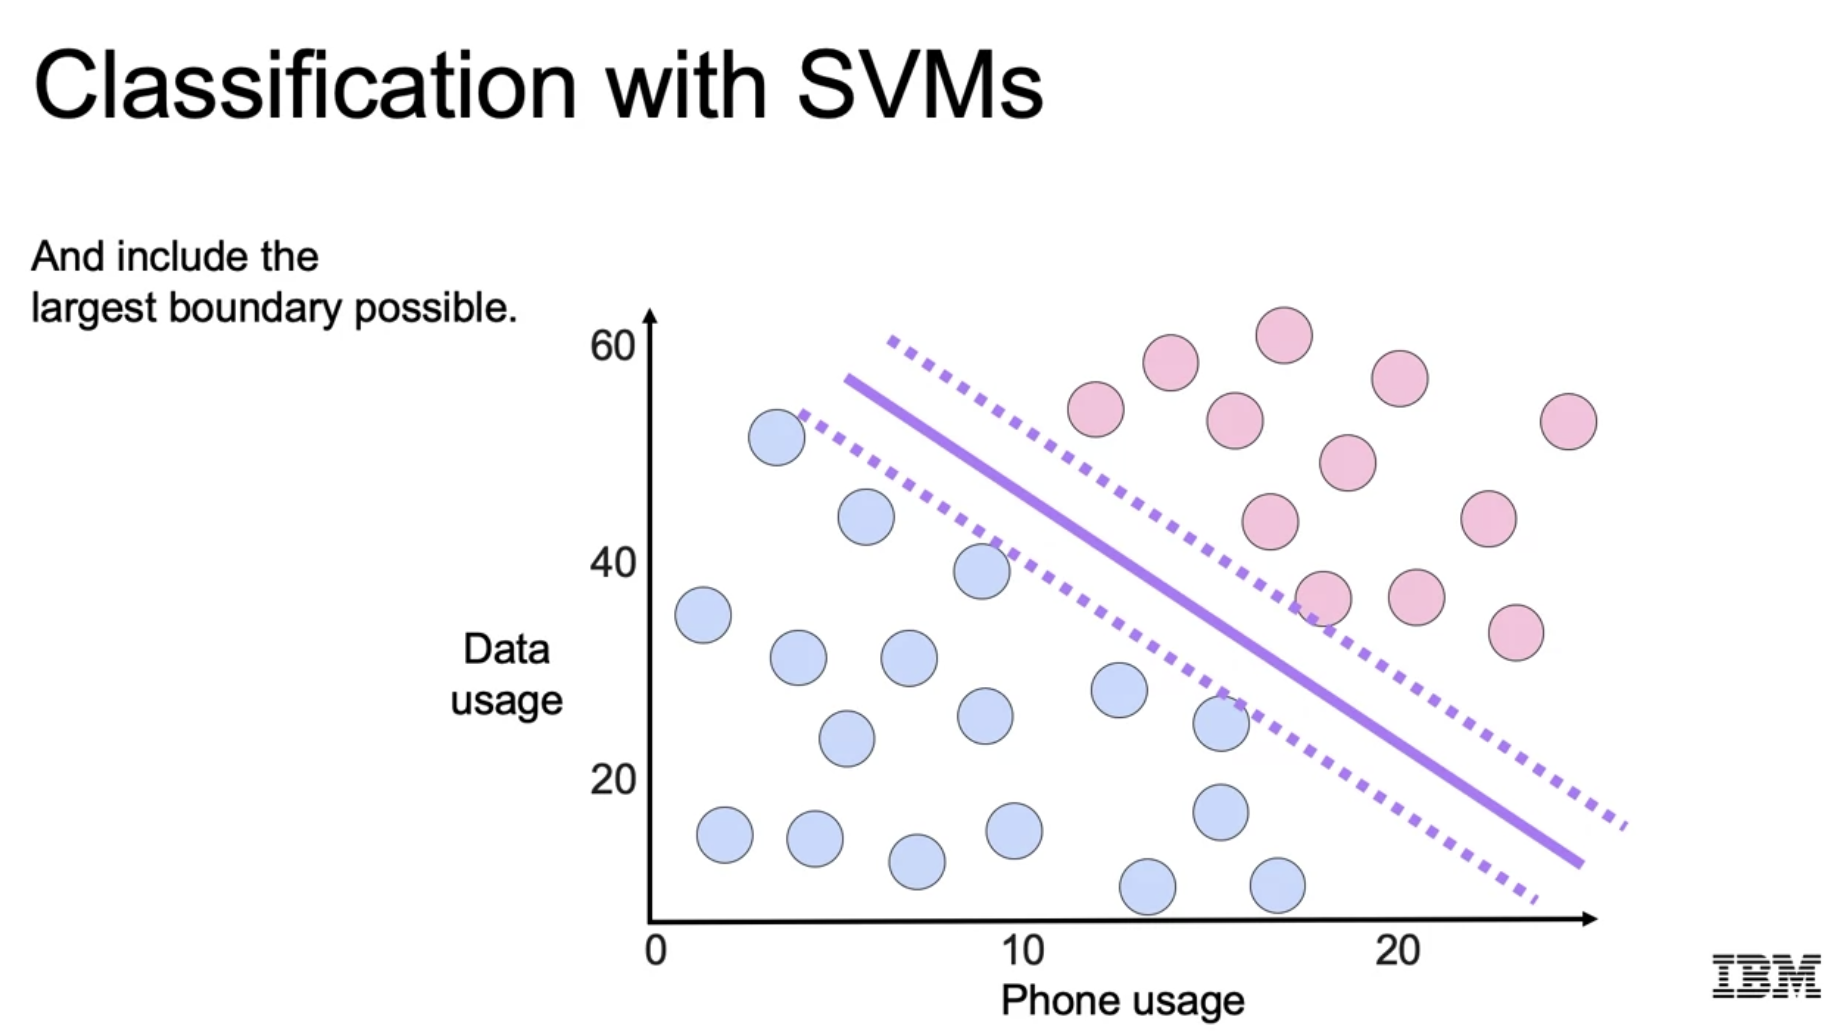 Classification with SVMs
And include the
largest boundary possible.
60
40
20
Data
usage
0 10 20
Phone usage
IBM